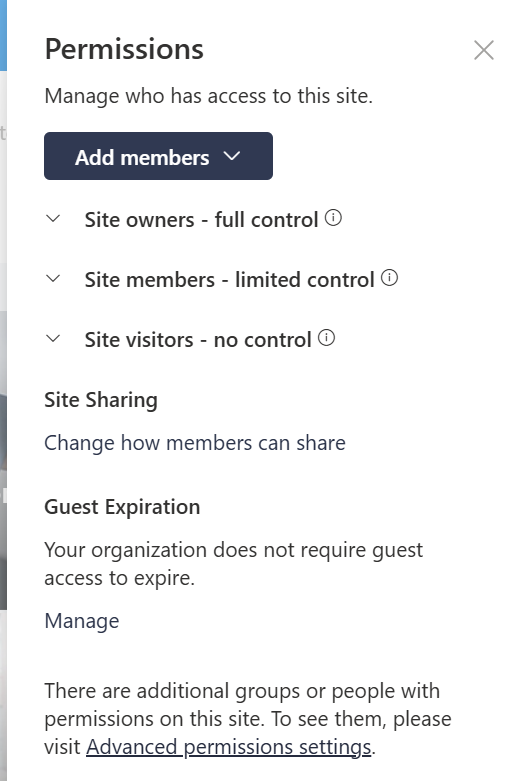 Permissions
Manage who has access to this site.
Add members
Site owners - full control
Site members - limited control
Site visitors - no control
Site Sharing
Change how members can share
Guest Expiration
Your organization does not require guest
access to expire.
Manage
There are additional groups or people with
permissions on this site. To see them, please
visit Advanced permissions settings.